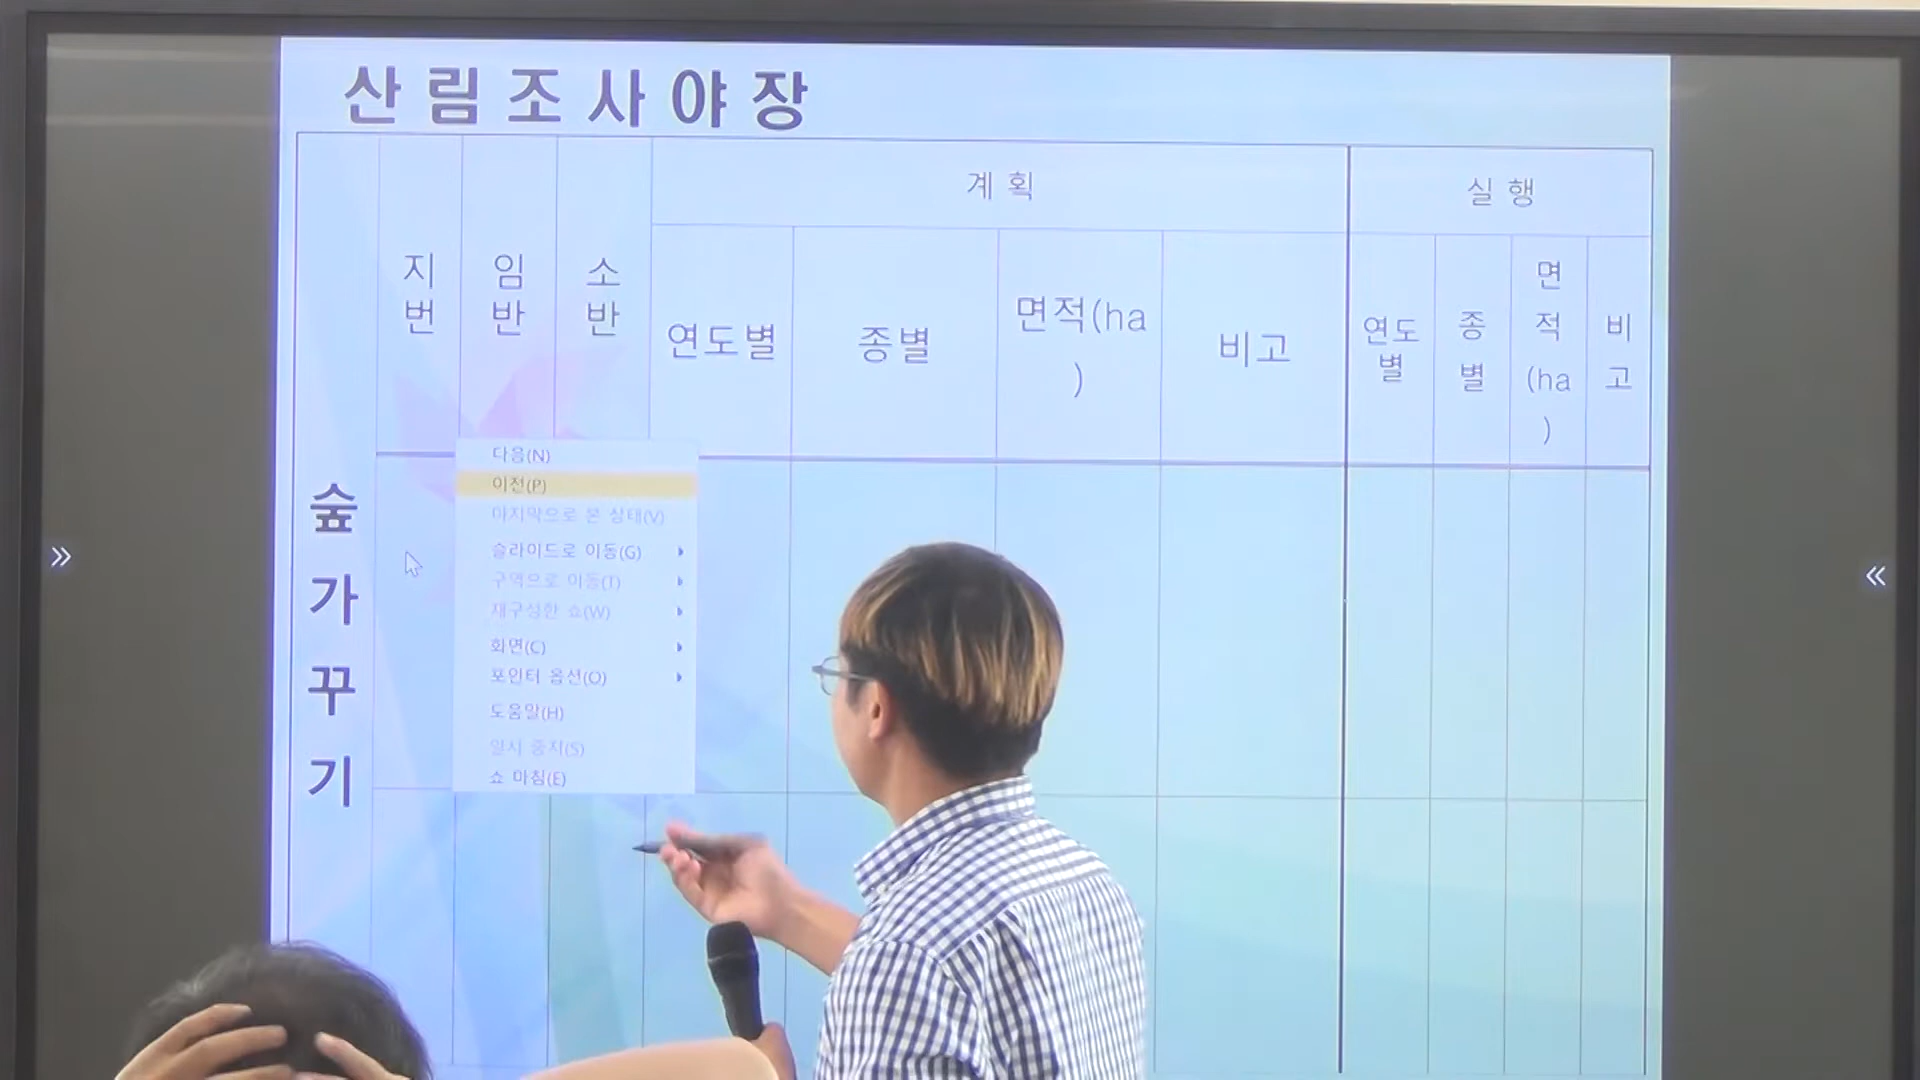 산림조사야장
계 획
실 행
지
번
임
반
소
반
연도별
종별
면적(ha
)
비고
연도
별
종
별
면
적
(ha
)
비
고
숲
가
꾸
기
다음(N)
이전(P)
마지막으로 본 상태(V)
슬라이드로 이동(G)
구역으로 이동(T)
재구성한 쇼(W)
화면(C)
포인터 옵션(O)
도움말(H)
일시 중지(S)
쇼 마침(E)